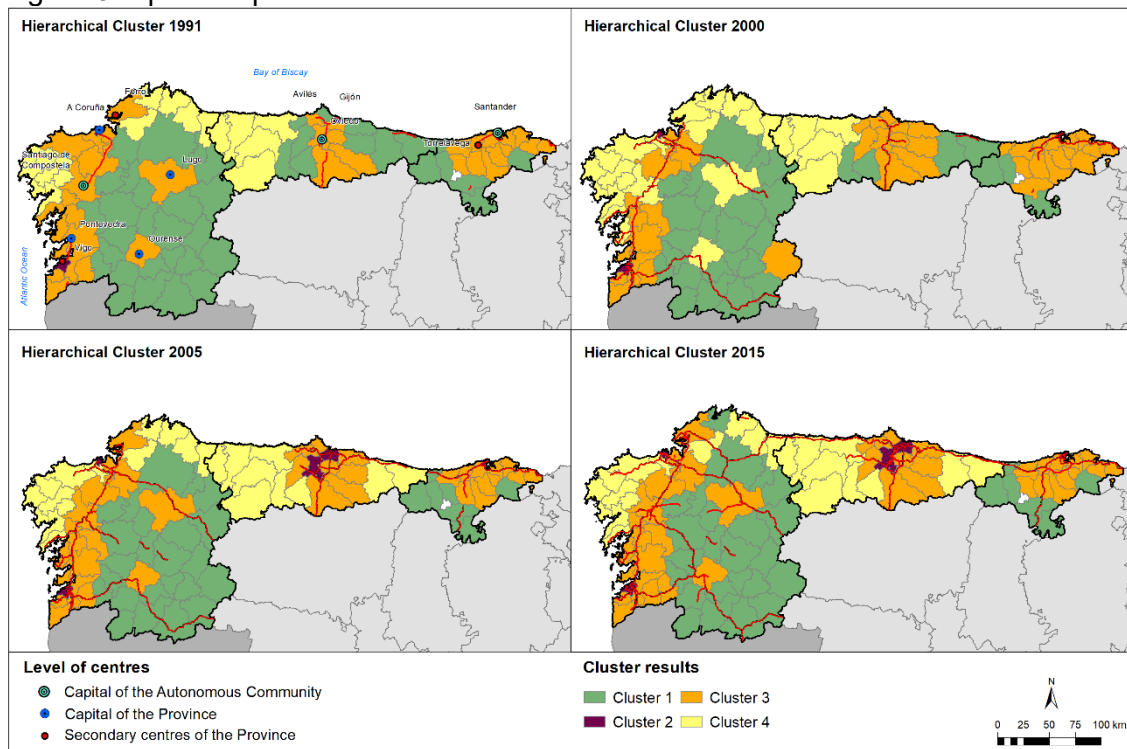 Hierarchical Cluster 1991
Bay of Biscay
Avilés
Gijón
Ferrol
A Coruña
Santander
Oviedo
Torrelavega
Santiago de
Compostela
Lugo
Pontevedra
Vigo
Ourense
Atlantic Ocean
Hierarchical Cluster 2000
Hierarchical Cluster 2005
Hierarchical Cluster 2015
Level of centres
Capital of the Autonomous Community
Capital of the Province
Secondary centres of the Province
Cluster results
Cluster 1
Cluster 3
Cluster 2
Cluster 4
N
0 25 50 75 100 km